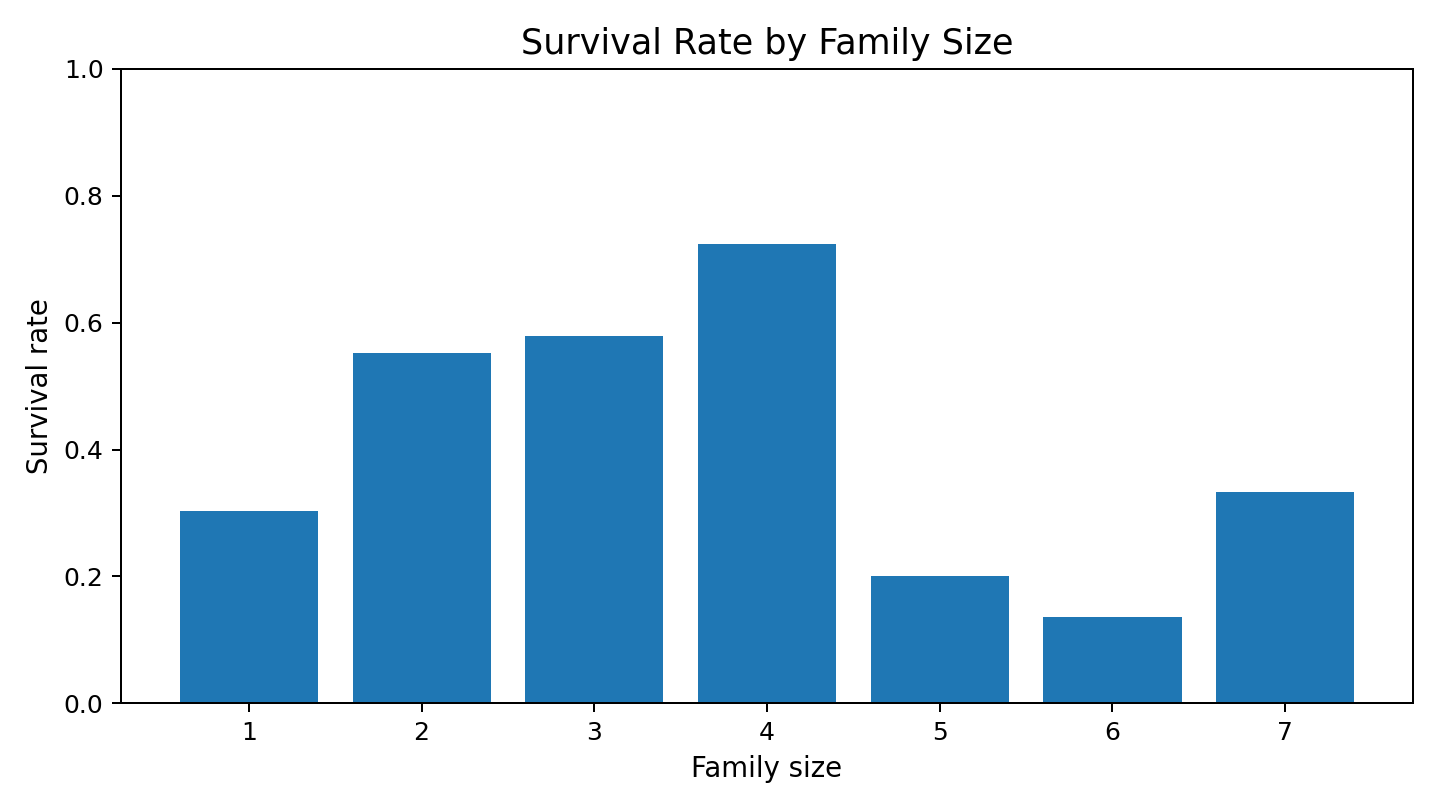 Survival Rate by Family Size
1.0
0.8
0.6
0.4
0.2
0.0
Survival rate
1 2 3 4 5 6 7
Family size